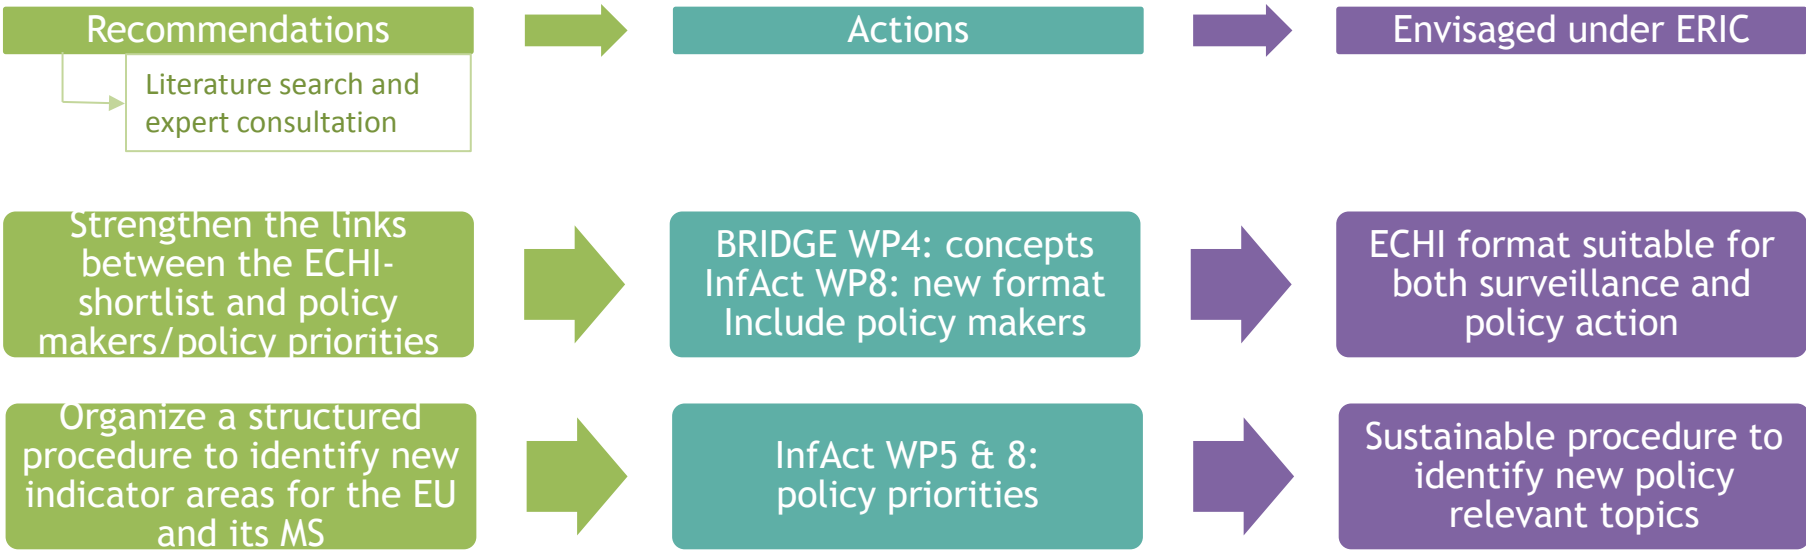 Recommendations
Actions
Envisaged under ERIC
Literature search and
expert consultation
Strengthen the links
between the ECHI-
shortlist and policy
makers/policy priorities
BRIDGE WP4: concepts
InfAct WP8: new format
Include policy makers
ECHI format suitable for
both surveillance and
policy action
Organize a structured
procedure to identify new
indicator areas for the EU
and its MS
InfAct WP5 & 8:
policy priorities
Sustainable procedure to
identify new policy
relevant topics